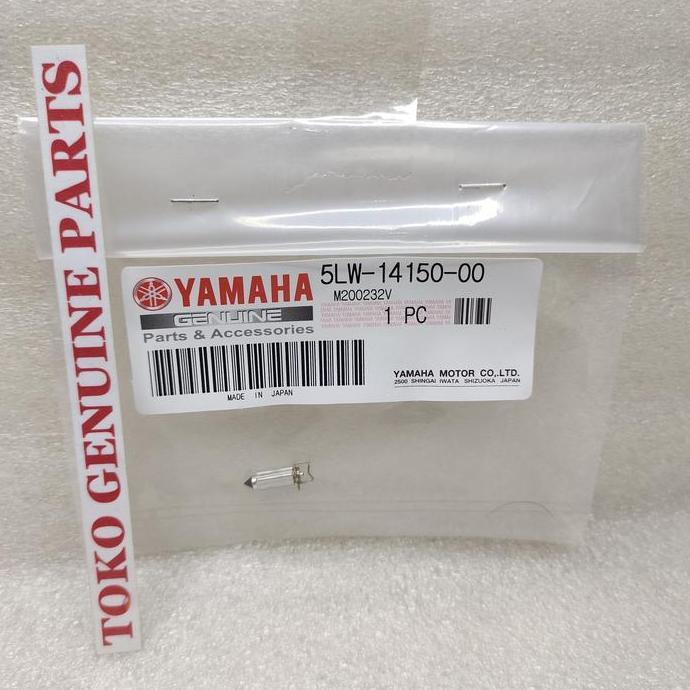 TOKO GENUINE PARTS
YAMAHA
GENUINE
Parts & Accessories
5LW-14150-00
M200232V
1 PC
MADE IN JAPAN
YAMAHA MOTOR CO,.LTD.
2500 SHINGAI IWATA SHIZUOKA JAPAN